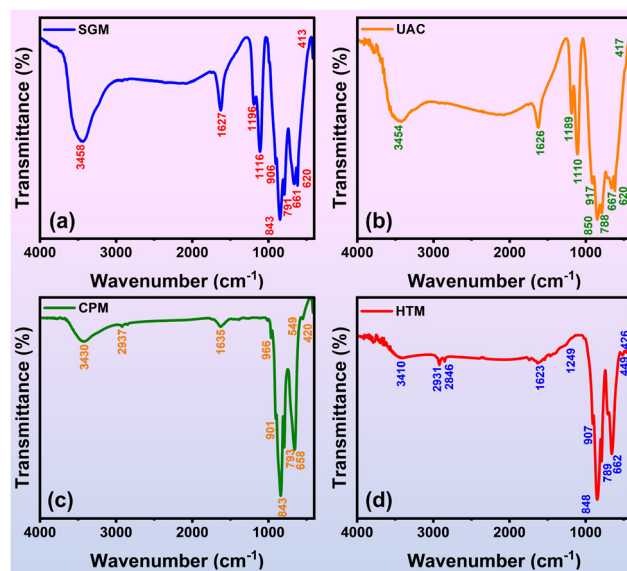 SGM
413
Transmittance (%)
3458
1627
1196
1116
906
843
791
661
620
(a)
4000 3000 2000 1000
Wavenumber (cm⁻¹)
UAC
417
Transmittance (%)
3454
1626
1189
1110
917
850
788
667
620
(b)
4000 3000 2000 1000
Wavenumber (cm⁻¹)
CPM
Transmittance (%)
3430
2937
1635
966
549
420
901
843
793
658
(c)
4000 3000 2000 1000
Wavenumber (cm⁻¹)
HTM
Transmittance (%)
3410
2931
2846
1623
1249
449
426
907
848
789
662
(d)
4000 3000 2000 1000
Wavenumber (cm⁻¹)